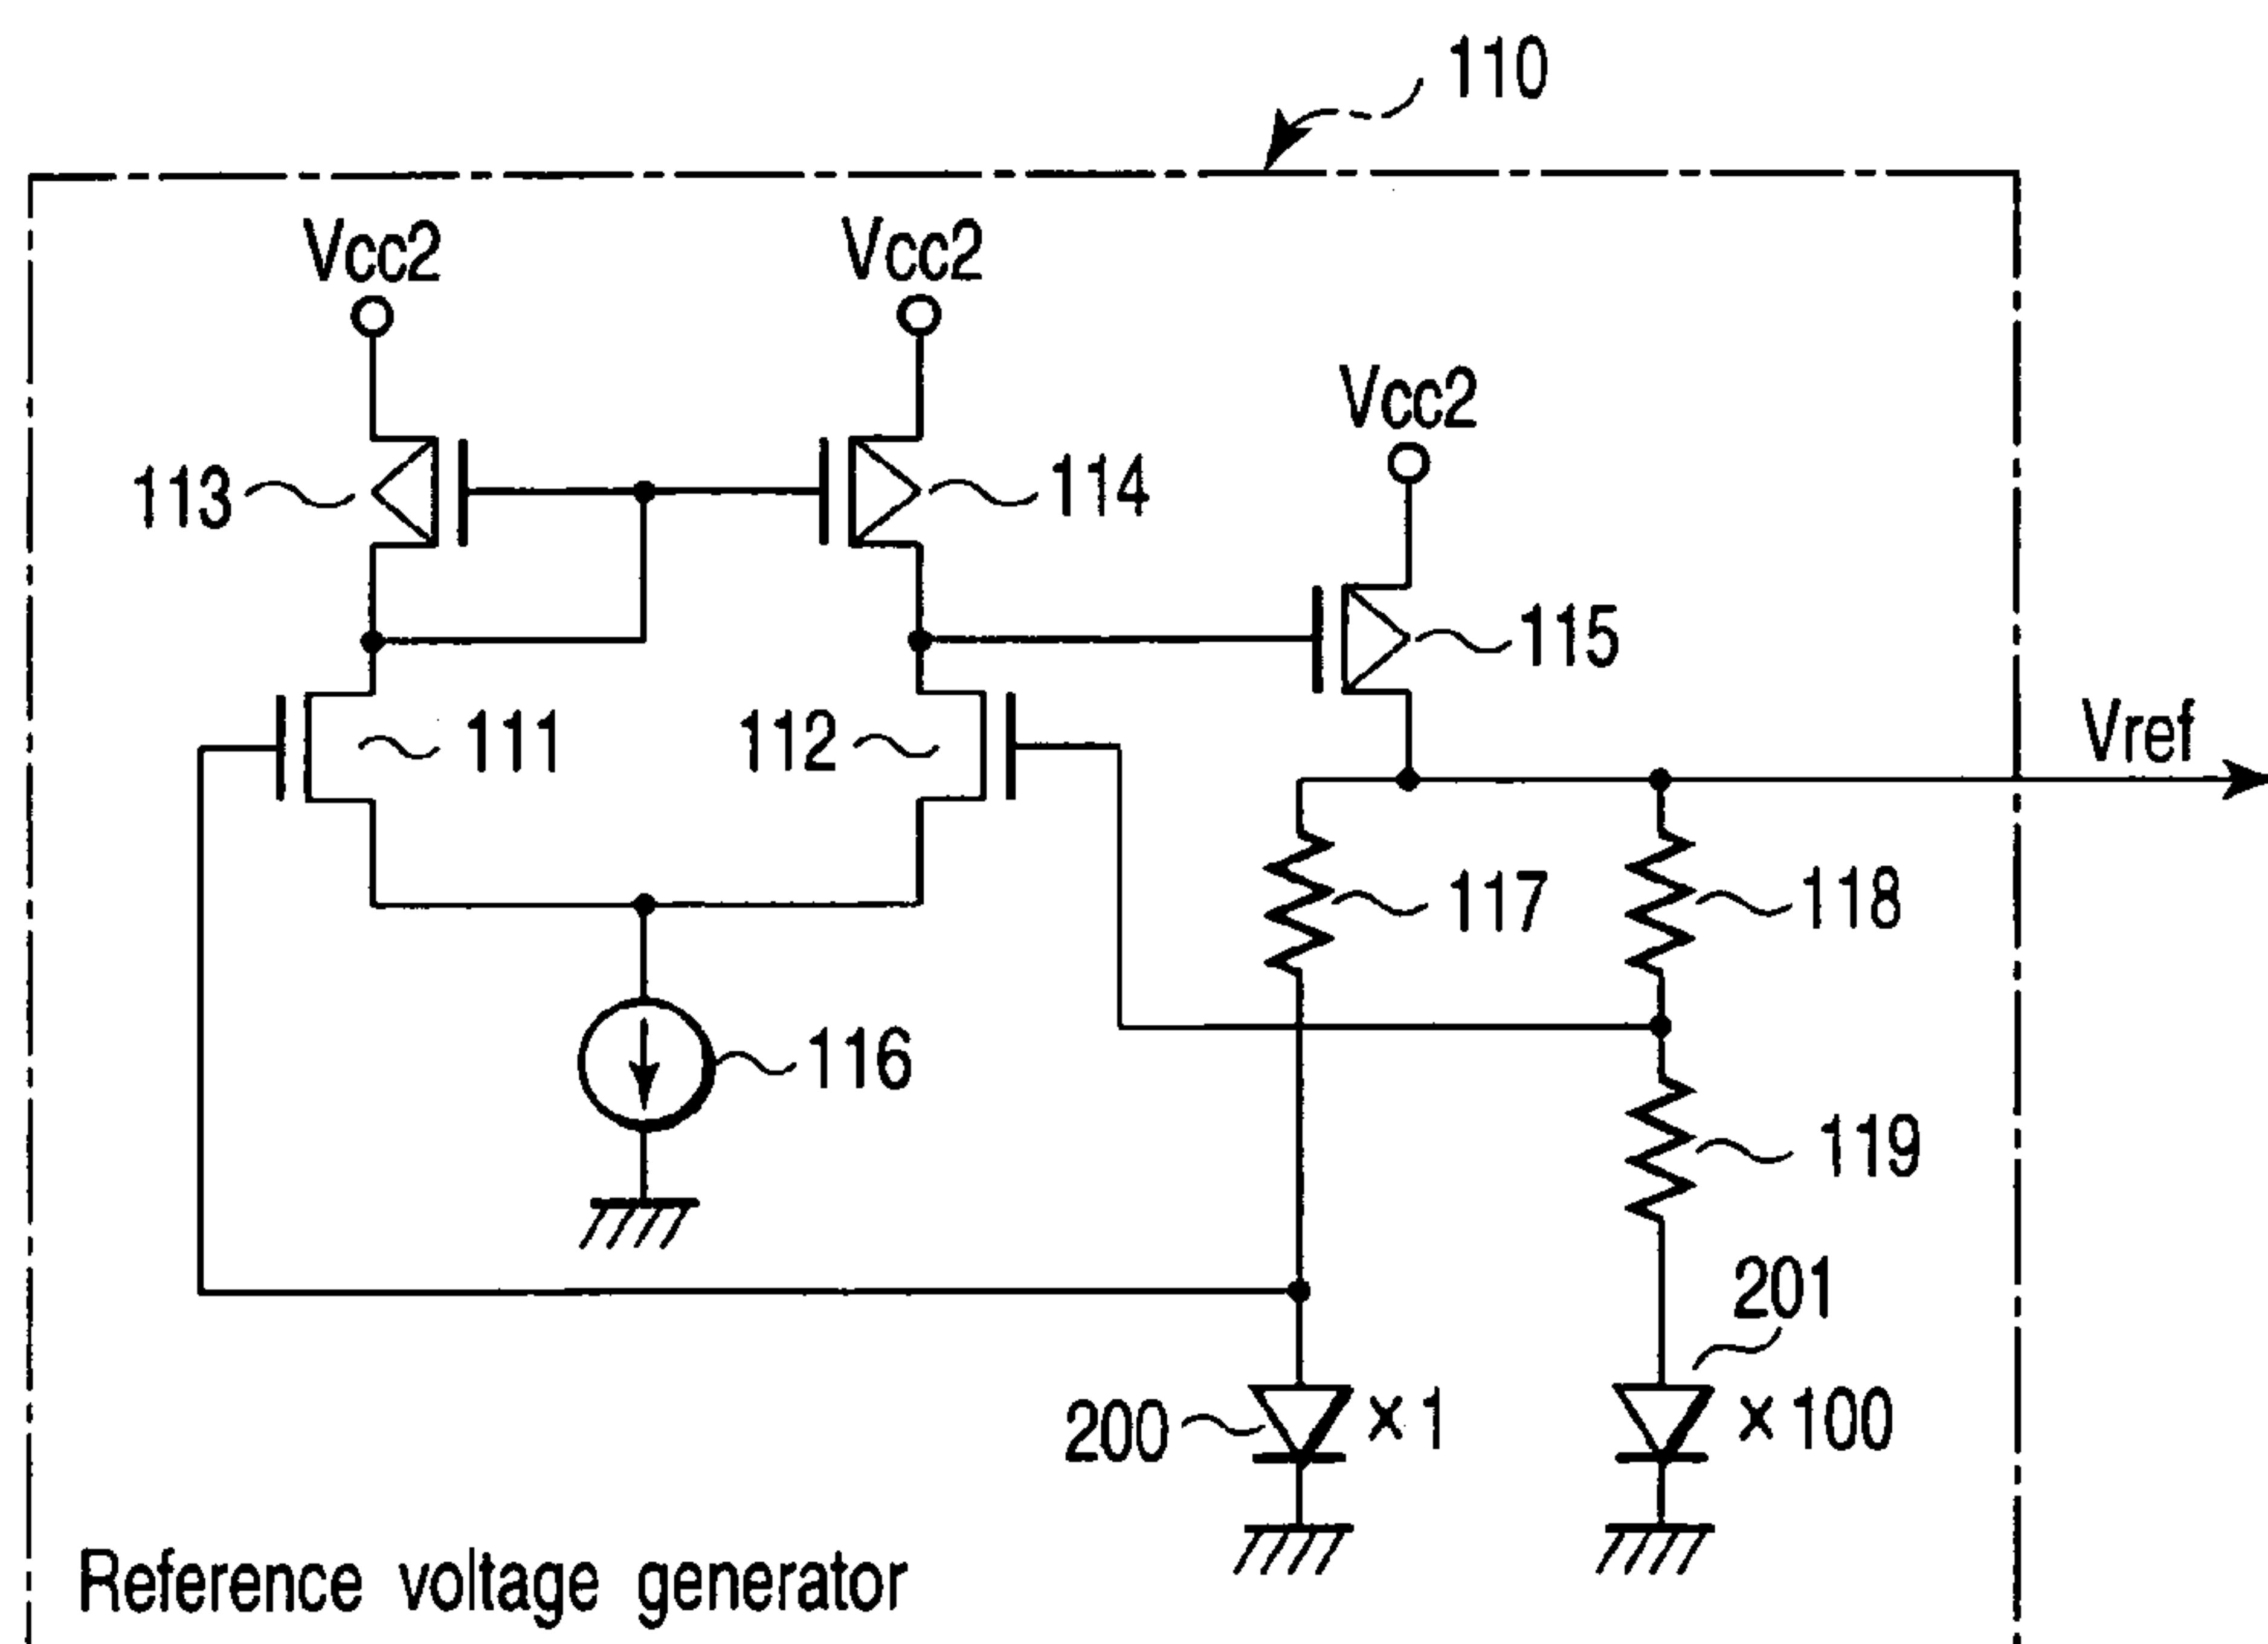 110
Vcc2
Vcc2
Vcc2
113
114
115
111
112
Vref
117
118
116
119
201
200
×1
×100
Reference voltage generator